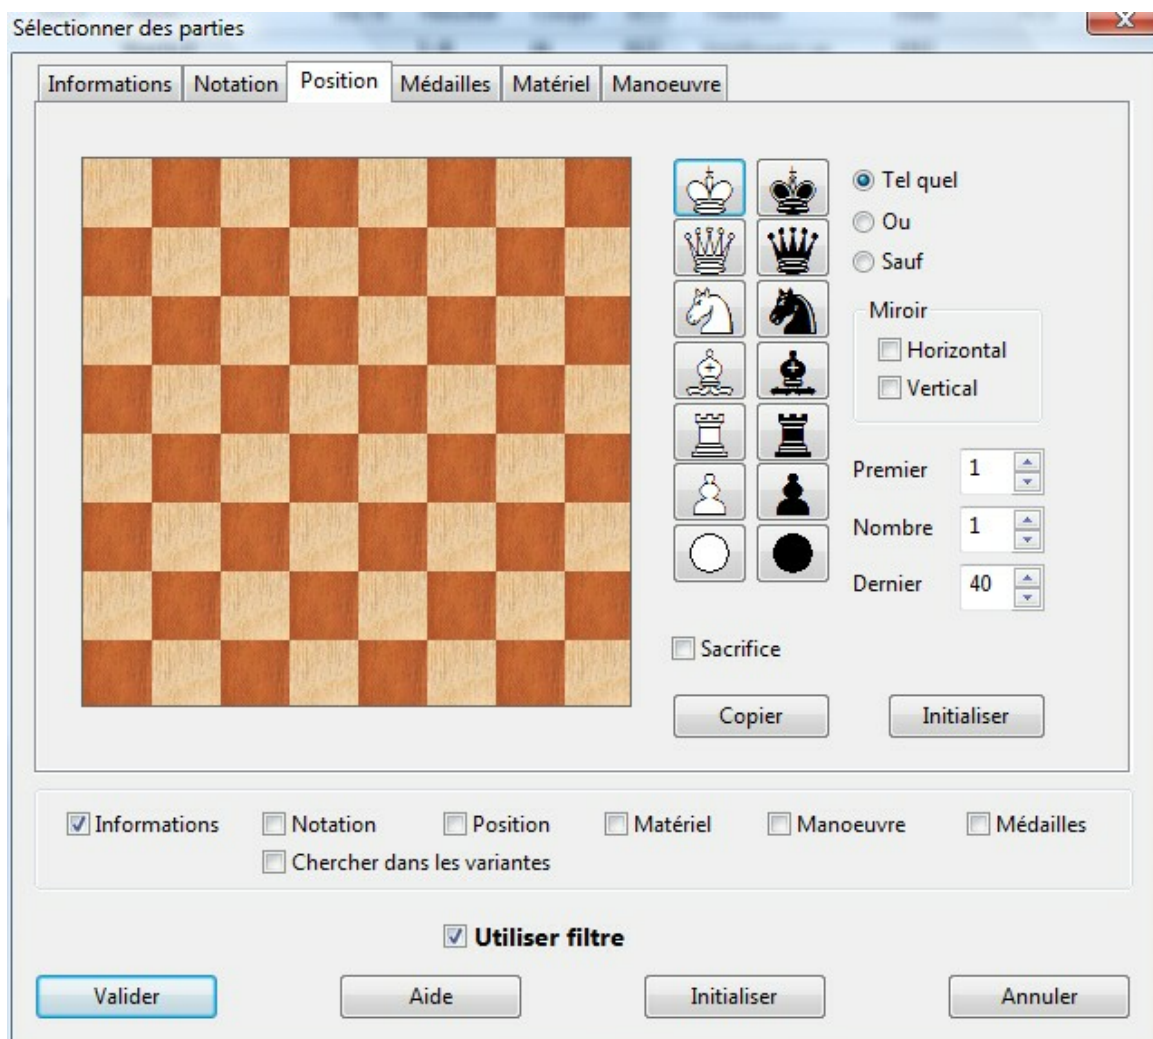 Sélectionner des parties
Informations Notation Position Médailles Matériel Manoeuvre
Tel quel
Ou
Sauf
Miroir
Horizontal
Vertical
Premier 1
Nombre 1
Dernier 40
Sacrifice
Copier Initialiser
Informations Notation Position Matériel Manoeuvre Médailles
Chercher dans les variantes
Utiliser filtre
Valider Aide Initialiser Annuler